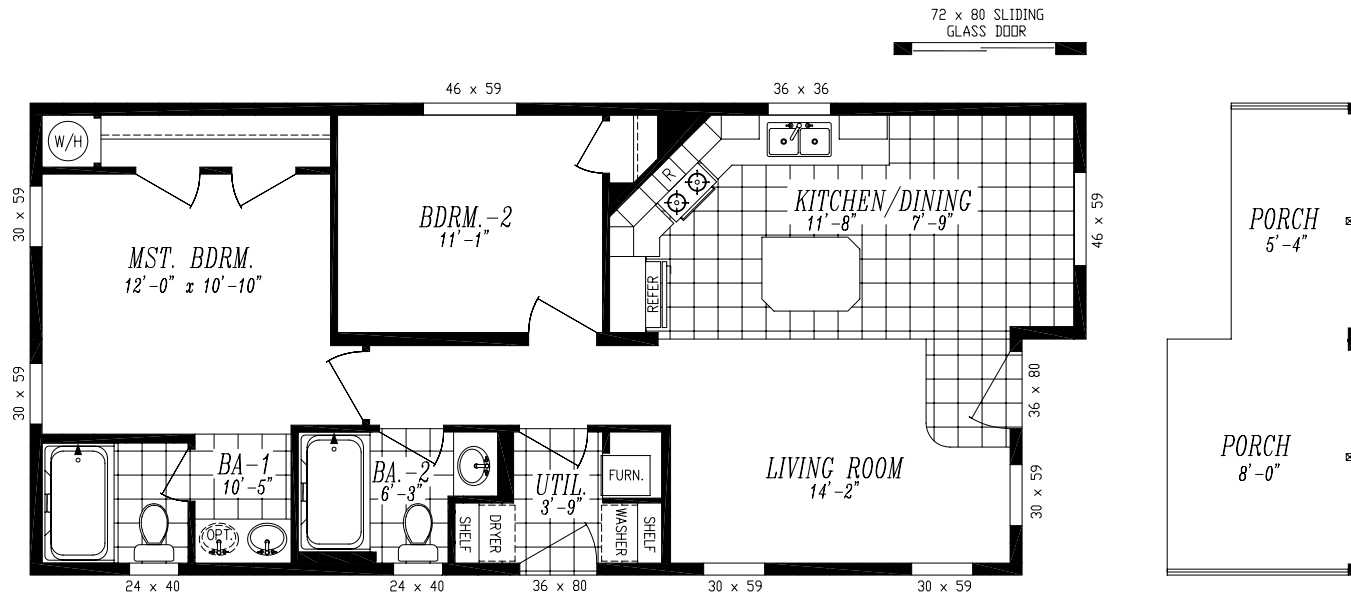 72 x 80 SLIDING
GLASS DOOR
46 x 59
36 x 36
W/H
30 x 59
MST. BDRM.
12'-0" x 10'-10"
30 x 59
BDRM.-2
11'-1"
R
REFER
KITCHEN/DINING
11'-8" 7'-9"
46 x 59
PORCH
5'-4"
36 x 80
BA-1
10'-5"
OPT.
BA.-2
6'-3"
UTIL.
3'-9"
FURN.
SHELF
DRYER
WASHER
SHELF
LIVING ROOM
14'-2"
30 x 59
PORCH
8'-0"
24 x 40
24 x 40
36 x 80
30 x 59
30 x 59